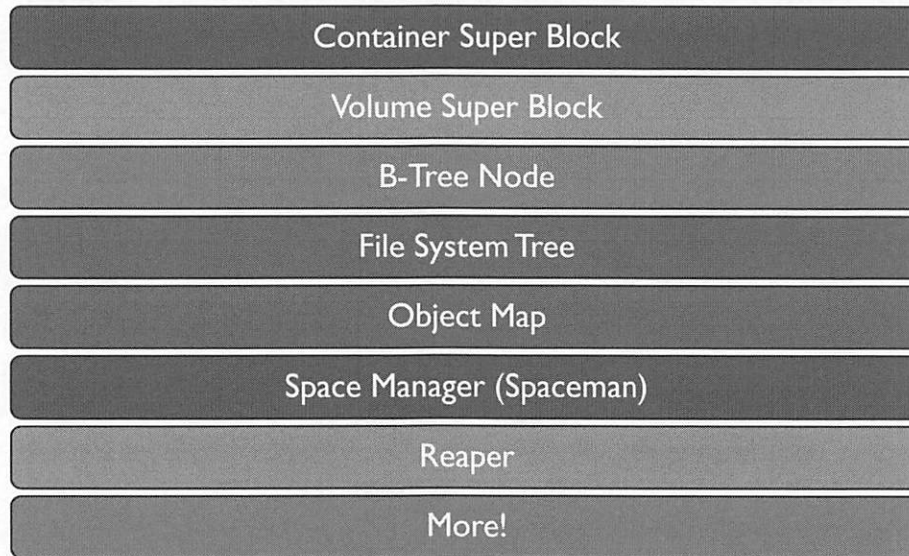 Container Super Block
Volume Super Block
B-Tree Node
File System Tree
Object Map
Space Manager (Spaceman)
Reaper
More!